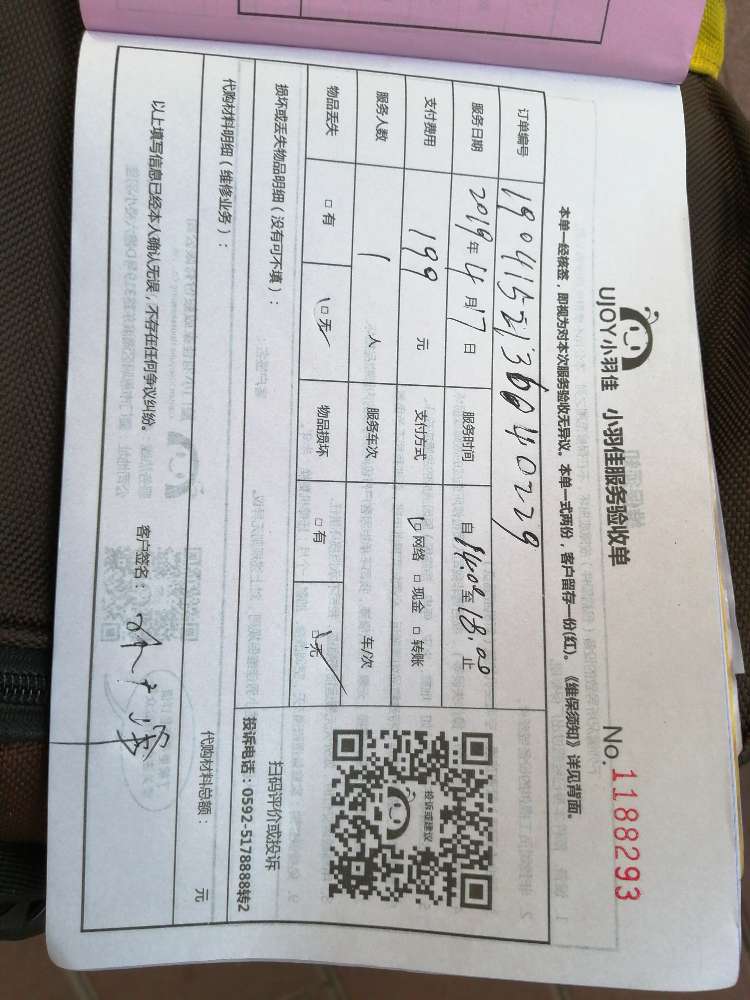 UJOY小羽佳 小羽佳服务验收单
No. 1188293
本单一经核签，即视为对本次服务验收无异议。本单一式两份，客户留存一份(红)。《维保须知》详见背面。
订单编号 1904152136040229
服务日期 2019年4月17日 服务时间 自14:00至18:00止
支付费用 199 元 支付方式 □网络 □现金 □转账
服务人数 1 人 服务车次 车/次
物品丢失 □有 □无 物品损坏 □有 □无
投诉或建议
扫码评价或投诉
投诉电话：0592-5178888转2
损坏或丢失物品明细（没有可不填）：
代购材料明细（维修业务）：
代购材料总额： 元
以上填写信息已经本人确认无误，不存在任何争议纠纷。
客户签名：